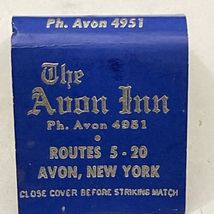 Ph. Avon 4951
The
Avon Inn
Ph. Avon 4951
ROUTES 5-20
AVON, NEW YORK
CLOSE COVER BEFORE STRIKING MATCH